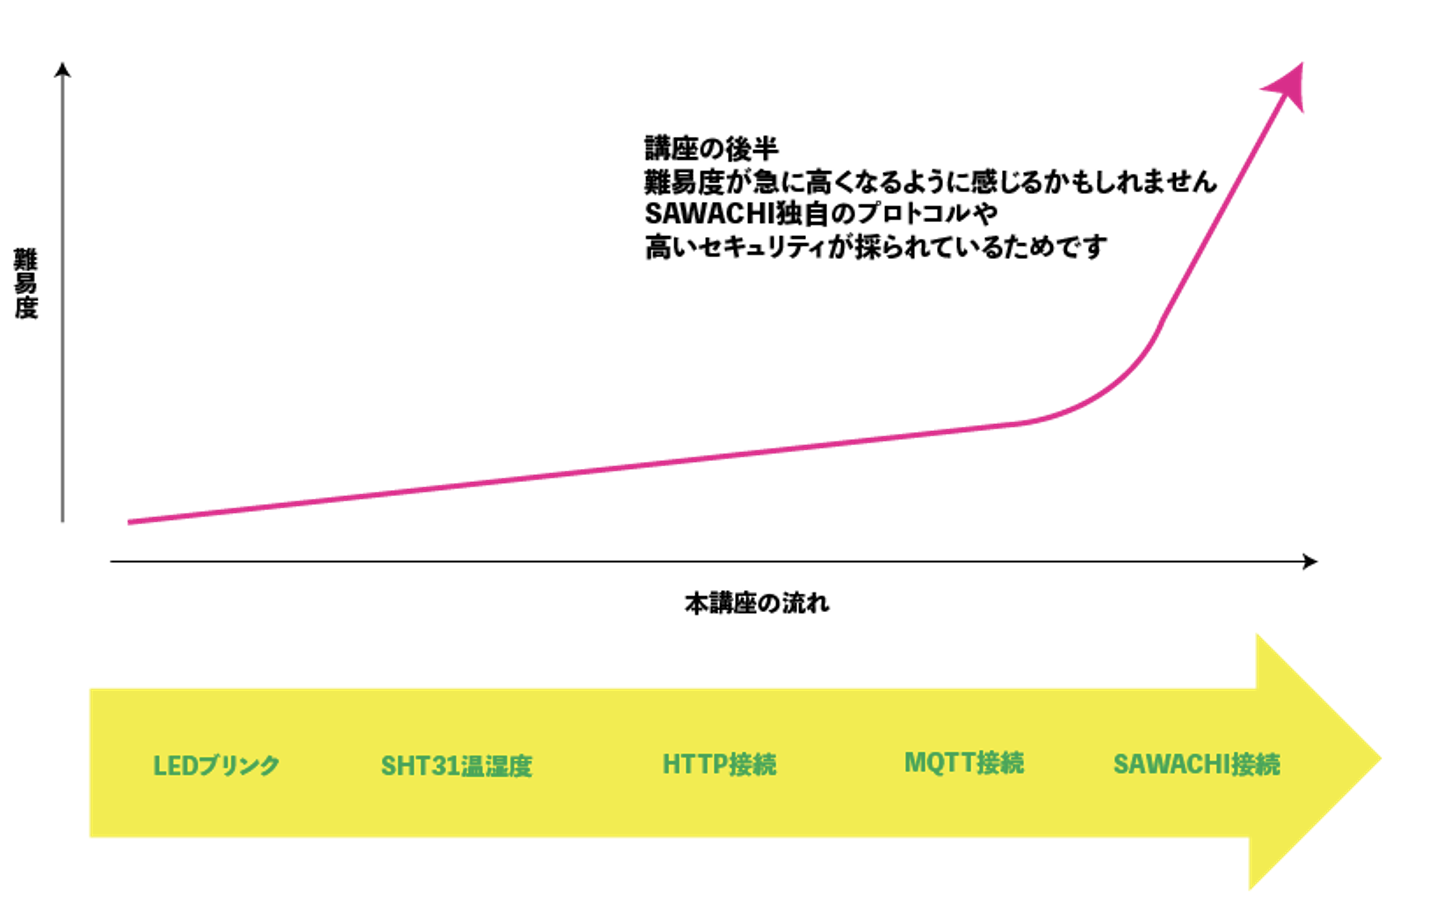 講座の後半
難易度が急に高くなるように感じるかもしれません
SAWACHI独自のプロトコルや
高いセキュリティが採られているためです
難易度
本講座の流れ
LEDブリンク
SHT31温湿度
HTTP接続
MQTT接続
SAWACHI接続